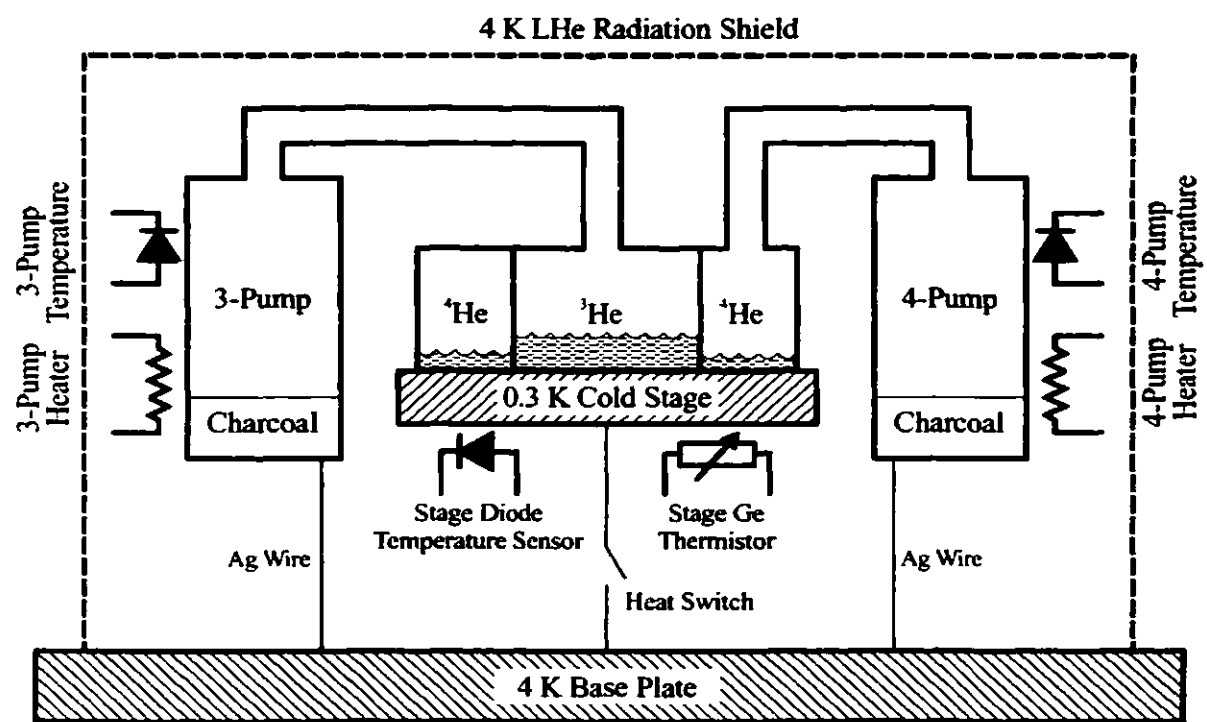 4 K LHe Radiation Shield
3-Pump
Temperature
3-Pump
Heater
3-Pump
Charcoal
⁴He
³He
⁴He
0.3 K Cold Stage
4-Pump
Charcoal
4-Pump
Temperature
4-Pump
Heater
Stage Diode
Temperature Sensor
Stage Ge
Thermistor
Ag Wire
Heat Switch
Ag Wire
4 K Base Plate